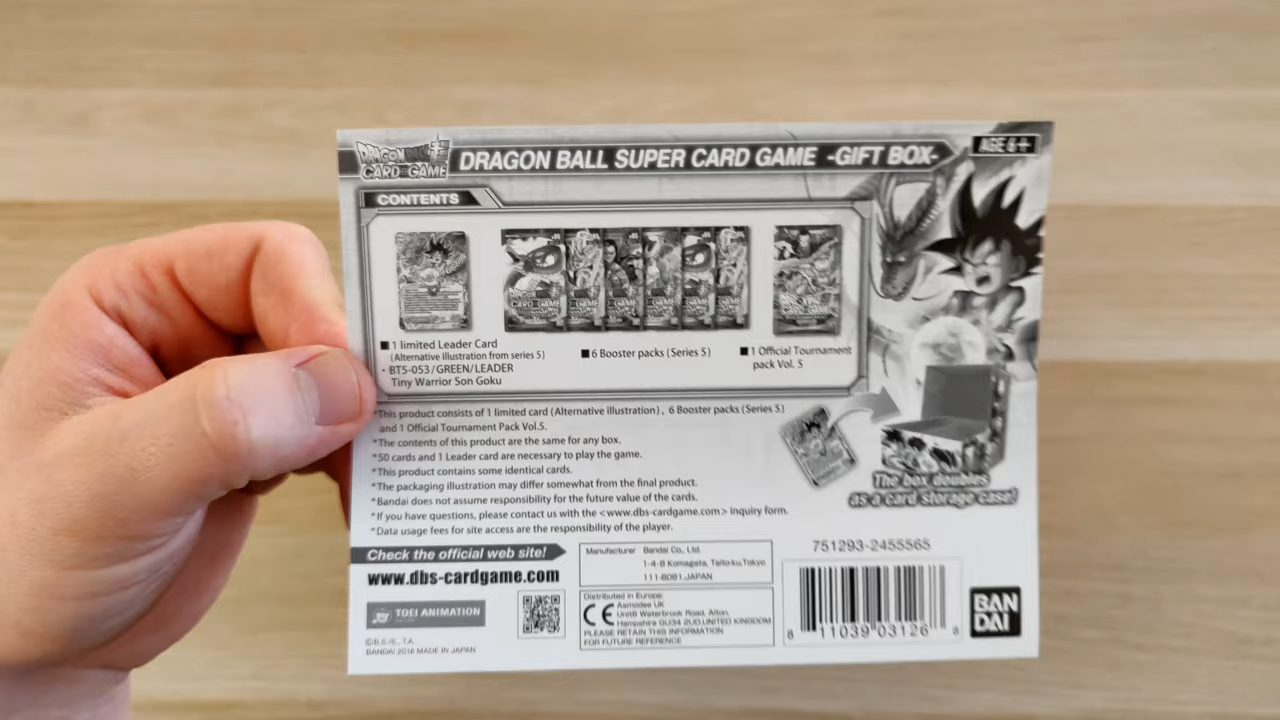 DRAGON BALL 超
CARD GAME
DRAGON BALL SUPER CARD GAME -GIFT BOX-
AGE 6+
CONTENTS
■1 limited Leader Card
(Alternative illustration from series 5)
・BT5-053/GREEN/LEADER
Tiny Warrior Son Goku
■6 Booster packs (Series 5)
■1 Official Tournament
pack Vol. 5
*This product consists of 1 limited card (Alternative illustration), 6 Booster packs (Series 5)
and 1 Official Tournament Pack Vol.5.
*The contents of this product are the same for any box.
*50 cards and 1 Leader card are necessary to play the game.
*This product contains some identical cards.
*The packaging illustration may differ somewhat from the final product.
*Bandai does not assume responsibility for the future value of the cards.
*If you have questions, please contact us with the <www.dbs-cardgame.com> inquiry form.
*Data usage fees for site access are the responsibility of the player.
The box doubles
as a card storage case!
Check the official web site!
www.dbs-cardgame.com
TOEI ANIMATION
©B.S./S., T.A.
BANDAI 2018 MADE IN JAPAN
Manufacturer Bandai Co., Ltd.
1-4-8 Komagata, Taito-ku,Tokyo
111-8081,JAPAN
Distributed in Europe:
CE
Asmodee UK
Unit6 Waterbrook Road, Alton,
Hampshire GU34 2UD,UNITED KINGDOM
PLEASE RETAIN THIS INFORMATION
FOR FUTURE REFERENCE
751293-2455565
8 11039 03126 8
BAN
DAI